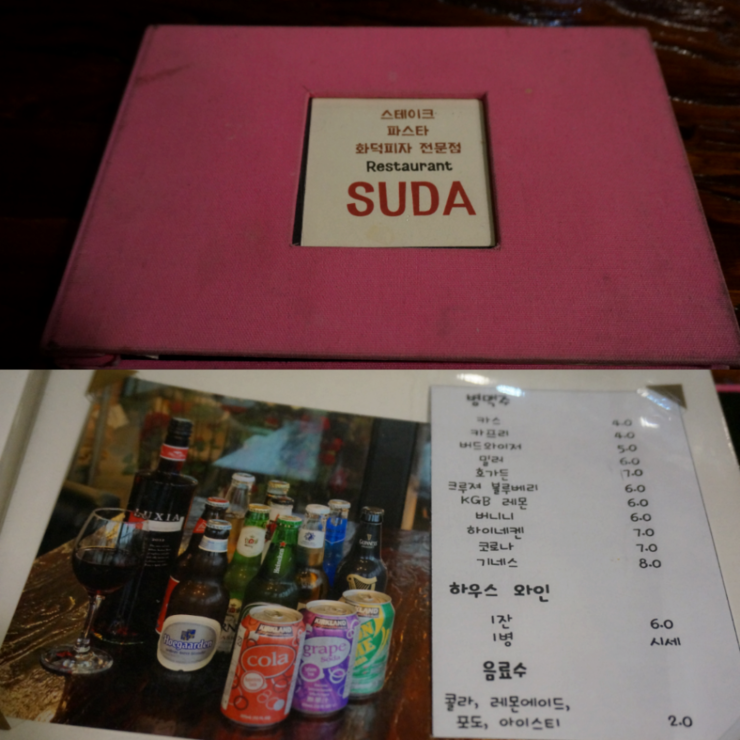 스테이크
파스타
화덕피자 전문점
Restaurant
SUDA
병맥주
카스 4.0
카프리 4.0
버드와이저 5.0
밀러 6.0
호가든 7.0
크루져 블루베리 6.0
KGB 레몬 6.0
버니니 6.0
하이네켄 7.0
코로나 7.0
기네스 8.0
하우스 와인
1잔 6.0
1병 시세
음료수
콜라, 레몬에이드,
포도, 아이스티 2.0
Hoegaarden
KIRKLAND
cola
KIRKLAND
grape